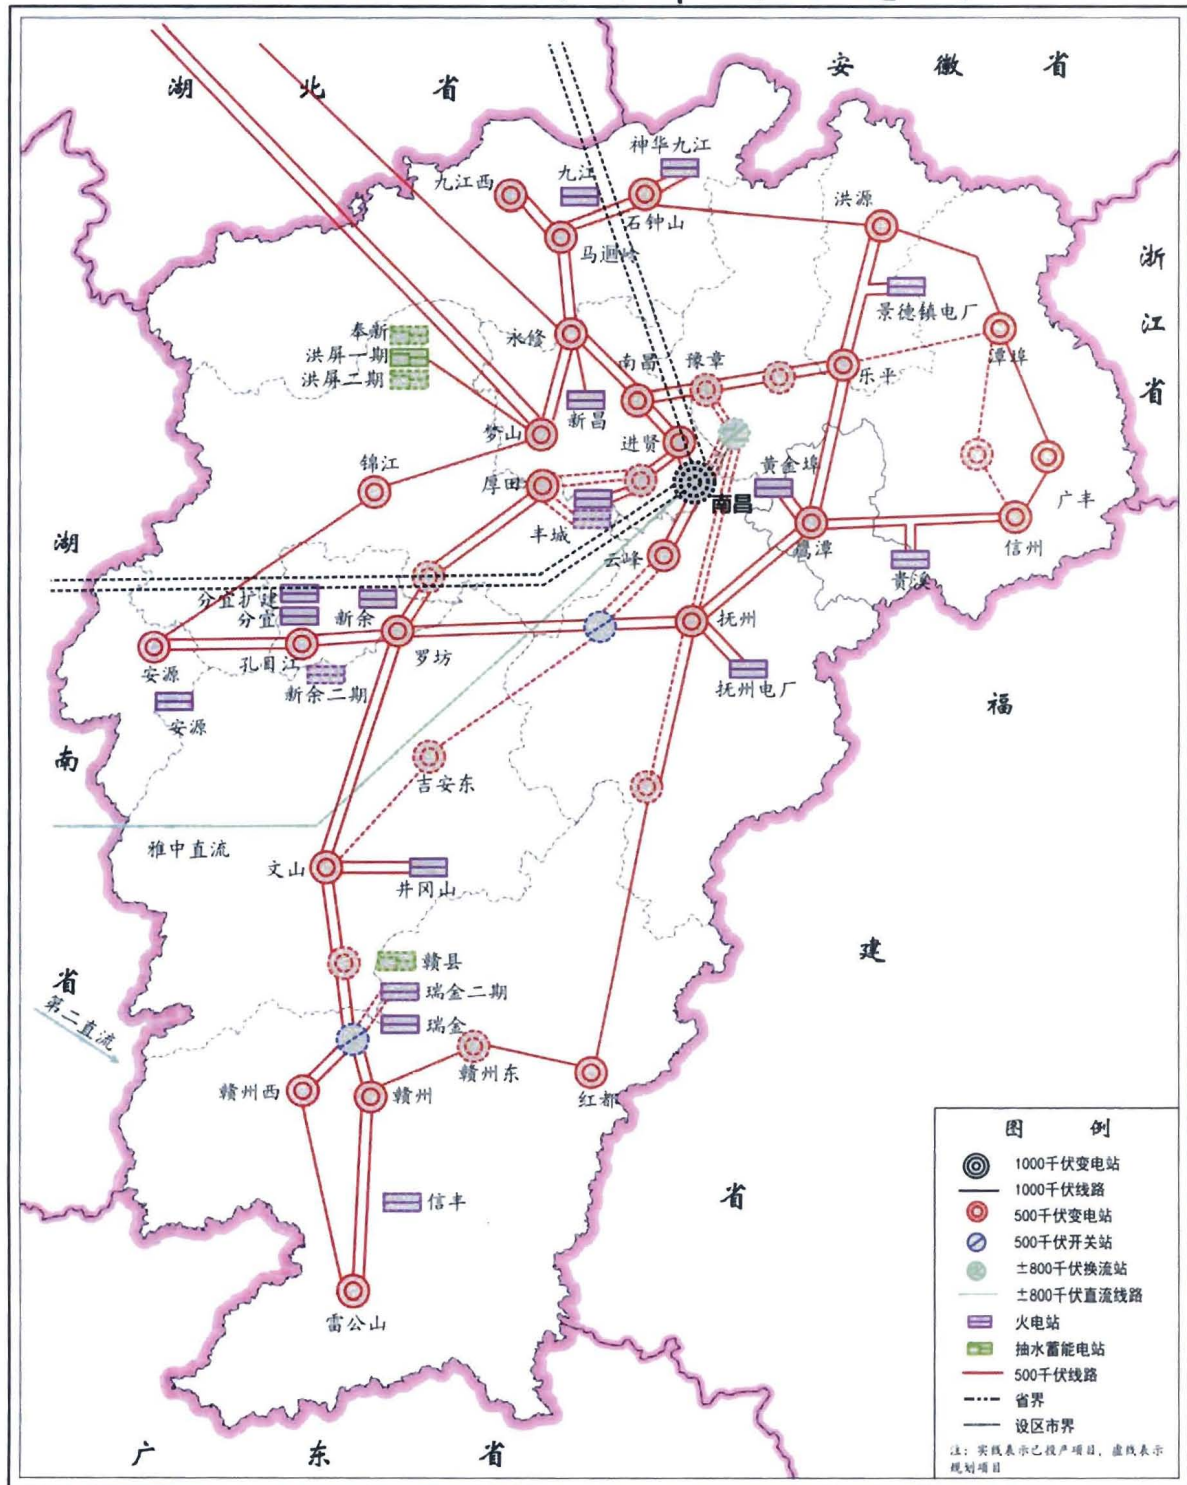 湖北省
安徽省
神华九江
九江
九江西
石钟山
洪源
马迴岭
浙江省
景德镇电厂
奉新
洪屏一期
洪屏二期
永修
南昌
豫章
乐平
潭埠
新昌
梦山
进贤
锦江
厚田
黄金埠
南昌
广丰
丰城
鹰潭
信州
湖南省
云峰
贵溪
分宜扩建
分宜
新余
抚州
安源
孔目江
罗坊
新余二期
抚州电厂
安源
福建省
吉安东
雅中直流
文山
井冈山
赣县
瑞金二期
第二直流
瑞金
赣州东
赣州西
赣州
红都
信丰
雷公山
广东省
图例
1000千伏变电站
1000千伏线路
500千伏变电站
500千伏开关站
±800千伏换流站
±800千伏直流线路
火电站
抽水蓄能电站
500千伏线路
省界
设区市界
注：实线表示已投产项目，虚线表示
规划项目